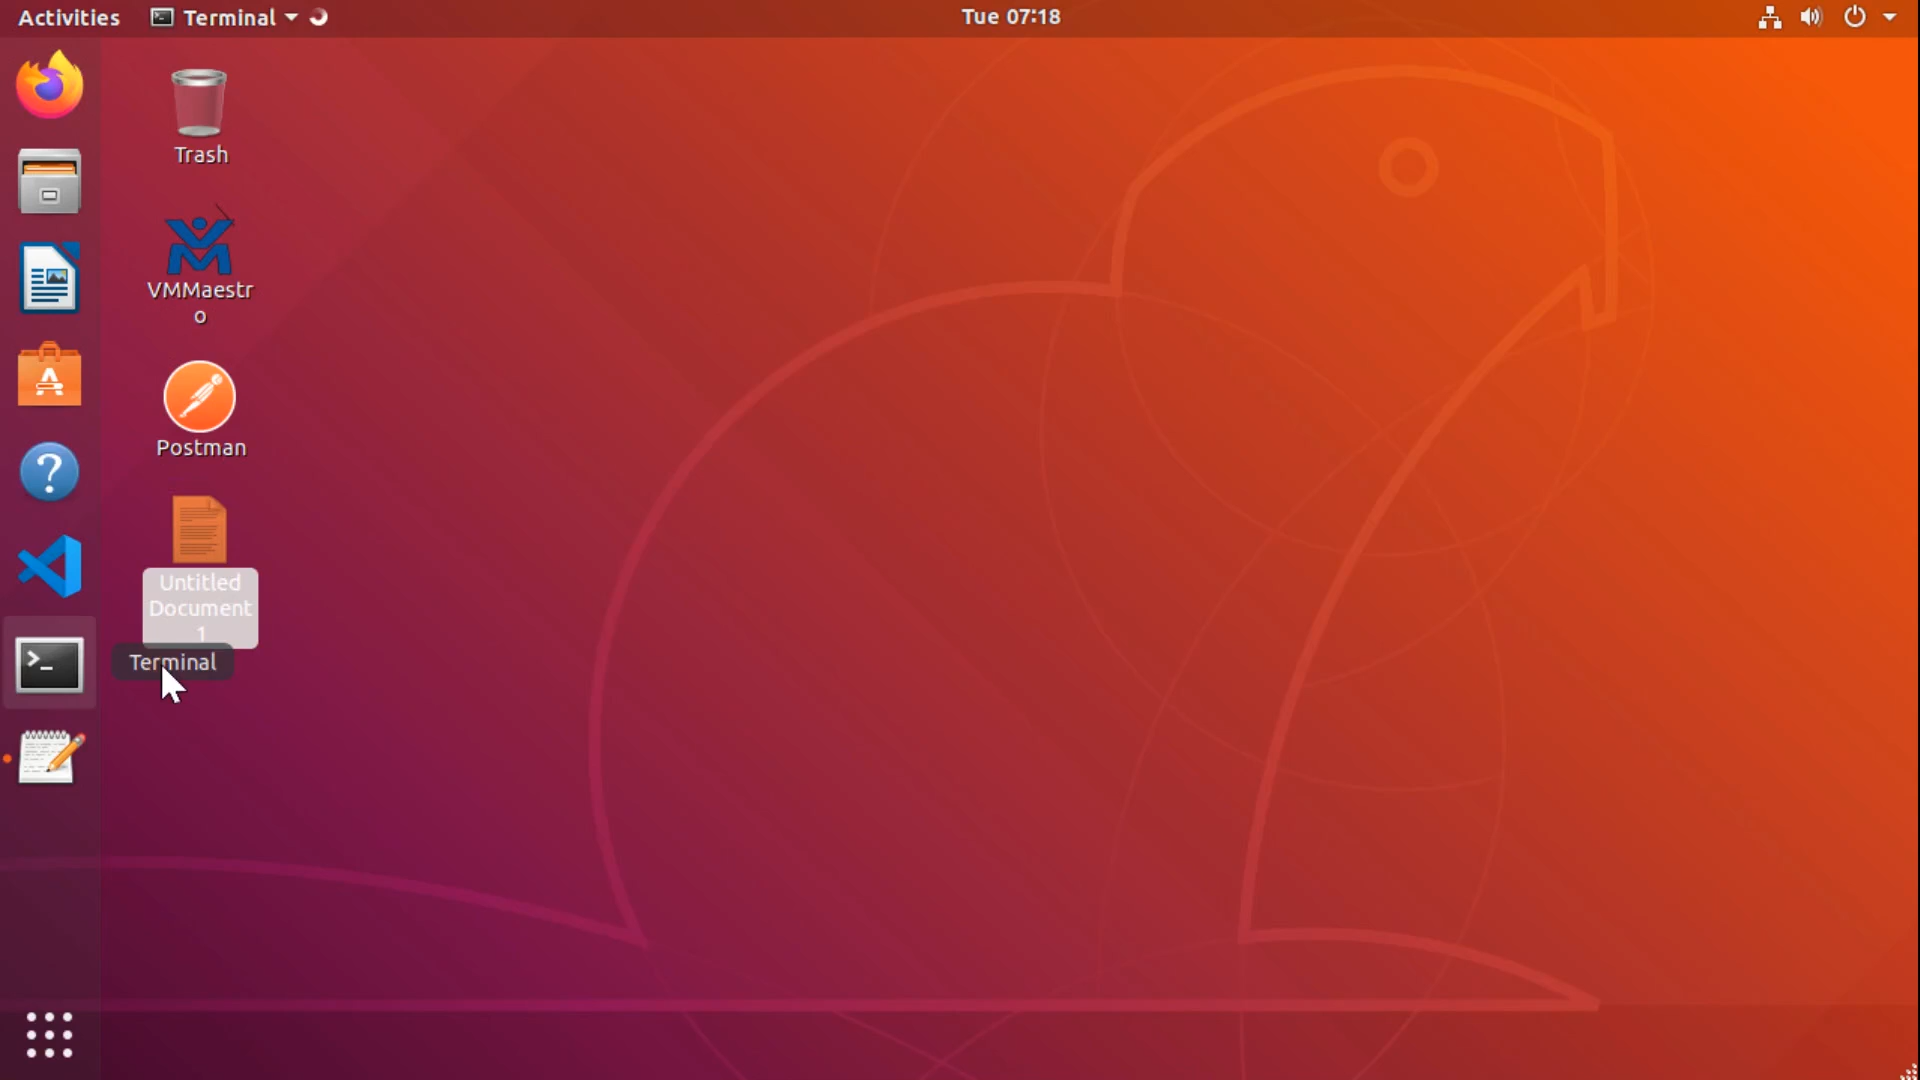 Activities
Terminal
Tue 07:18
Trash
VMMaestr
o
Postman
Untitled
Document
1
Terminal